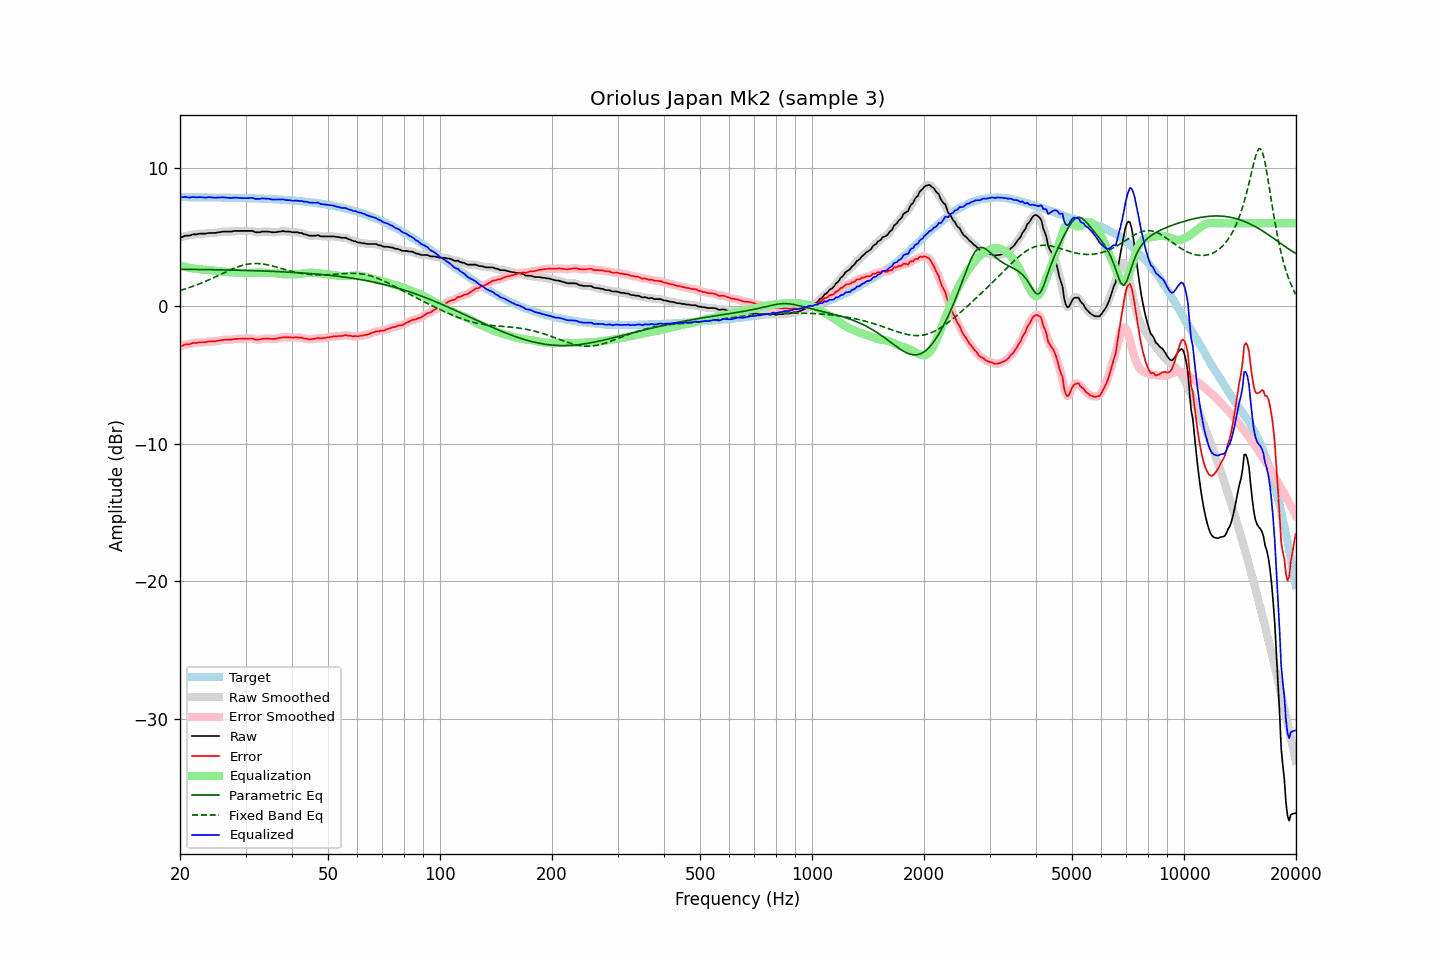 Oriolus Japan Mk2 (sample 3)
Amplitude (dBr)
10
0
−10
−20
−30
Target
Raw Smoothed
Error Smoothed
Raw
Error
Equalization
Parametric Eq
Fixed Band Eq
Equalized
20 50 100 200 500 1000 2000 5000 10000 20000
Frequency (Hz)